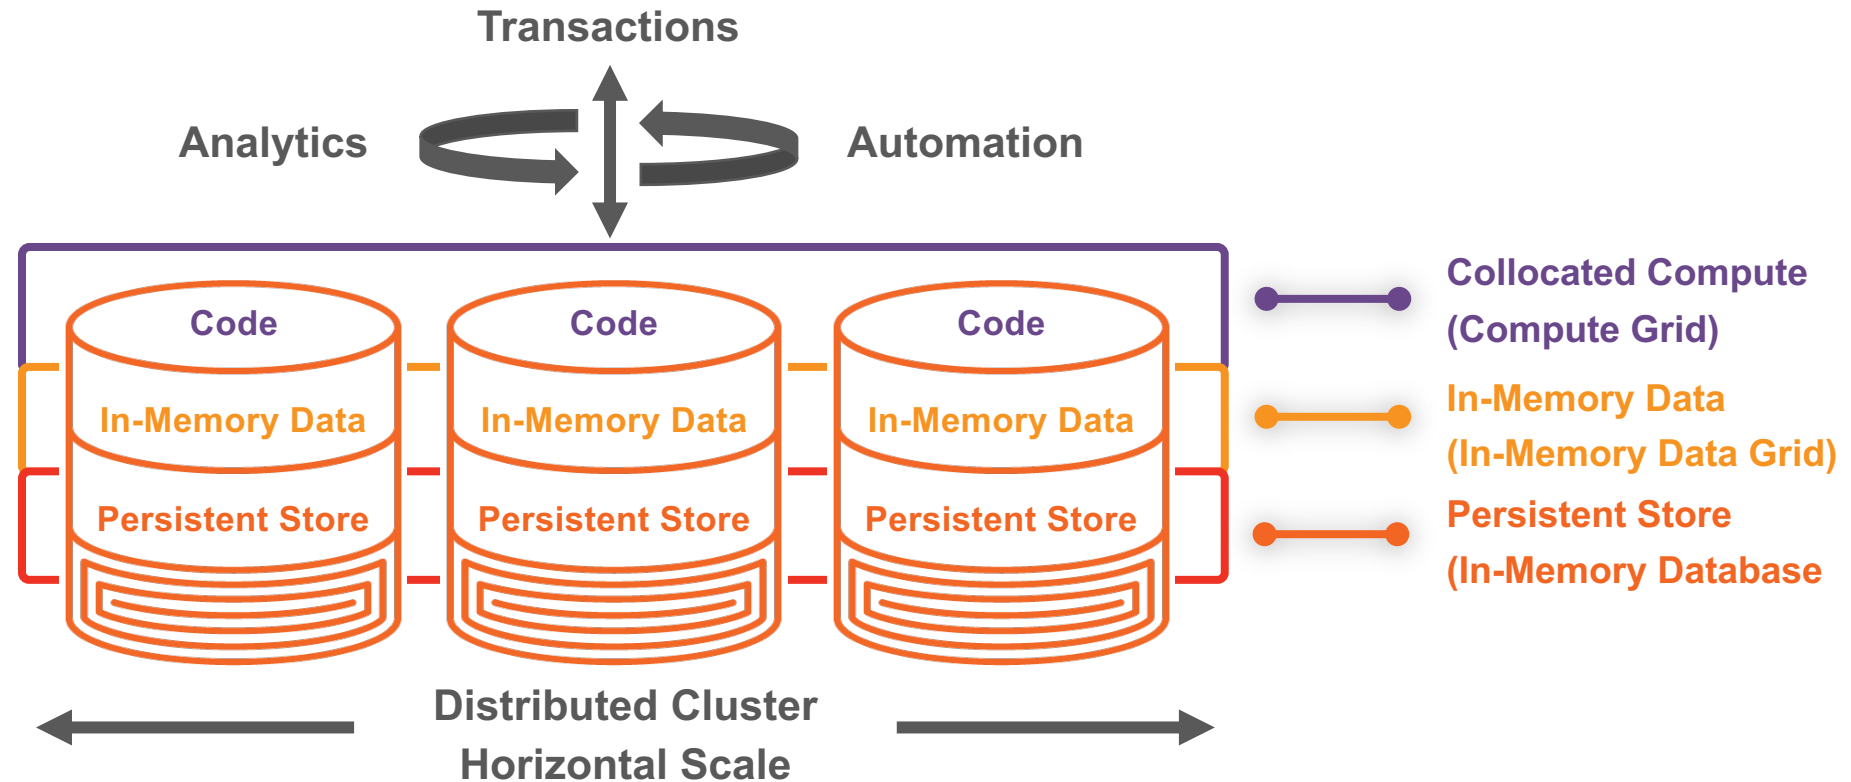 Transactions
Analytics
Automation
Code
Code
Code
In-Memory Data
In-Memory Data
In-Memory Data
Persistent Store
Persistent Store
Persistent Store
Collocated Compute
(Compute Grid)
In-Memory Data
(In-Memory Data Grid)
Persistent Store
(In-Memory Database
Distributed Cluster
Horizontal Scale